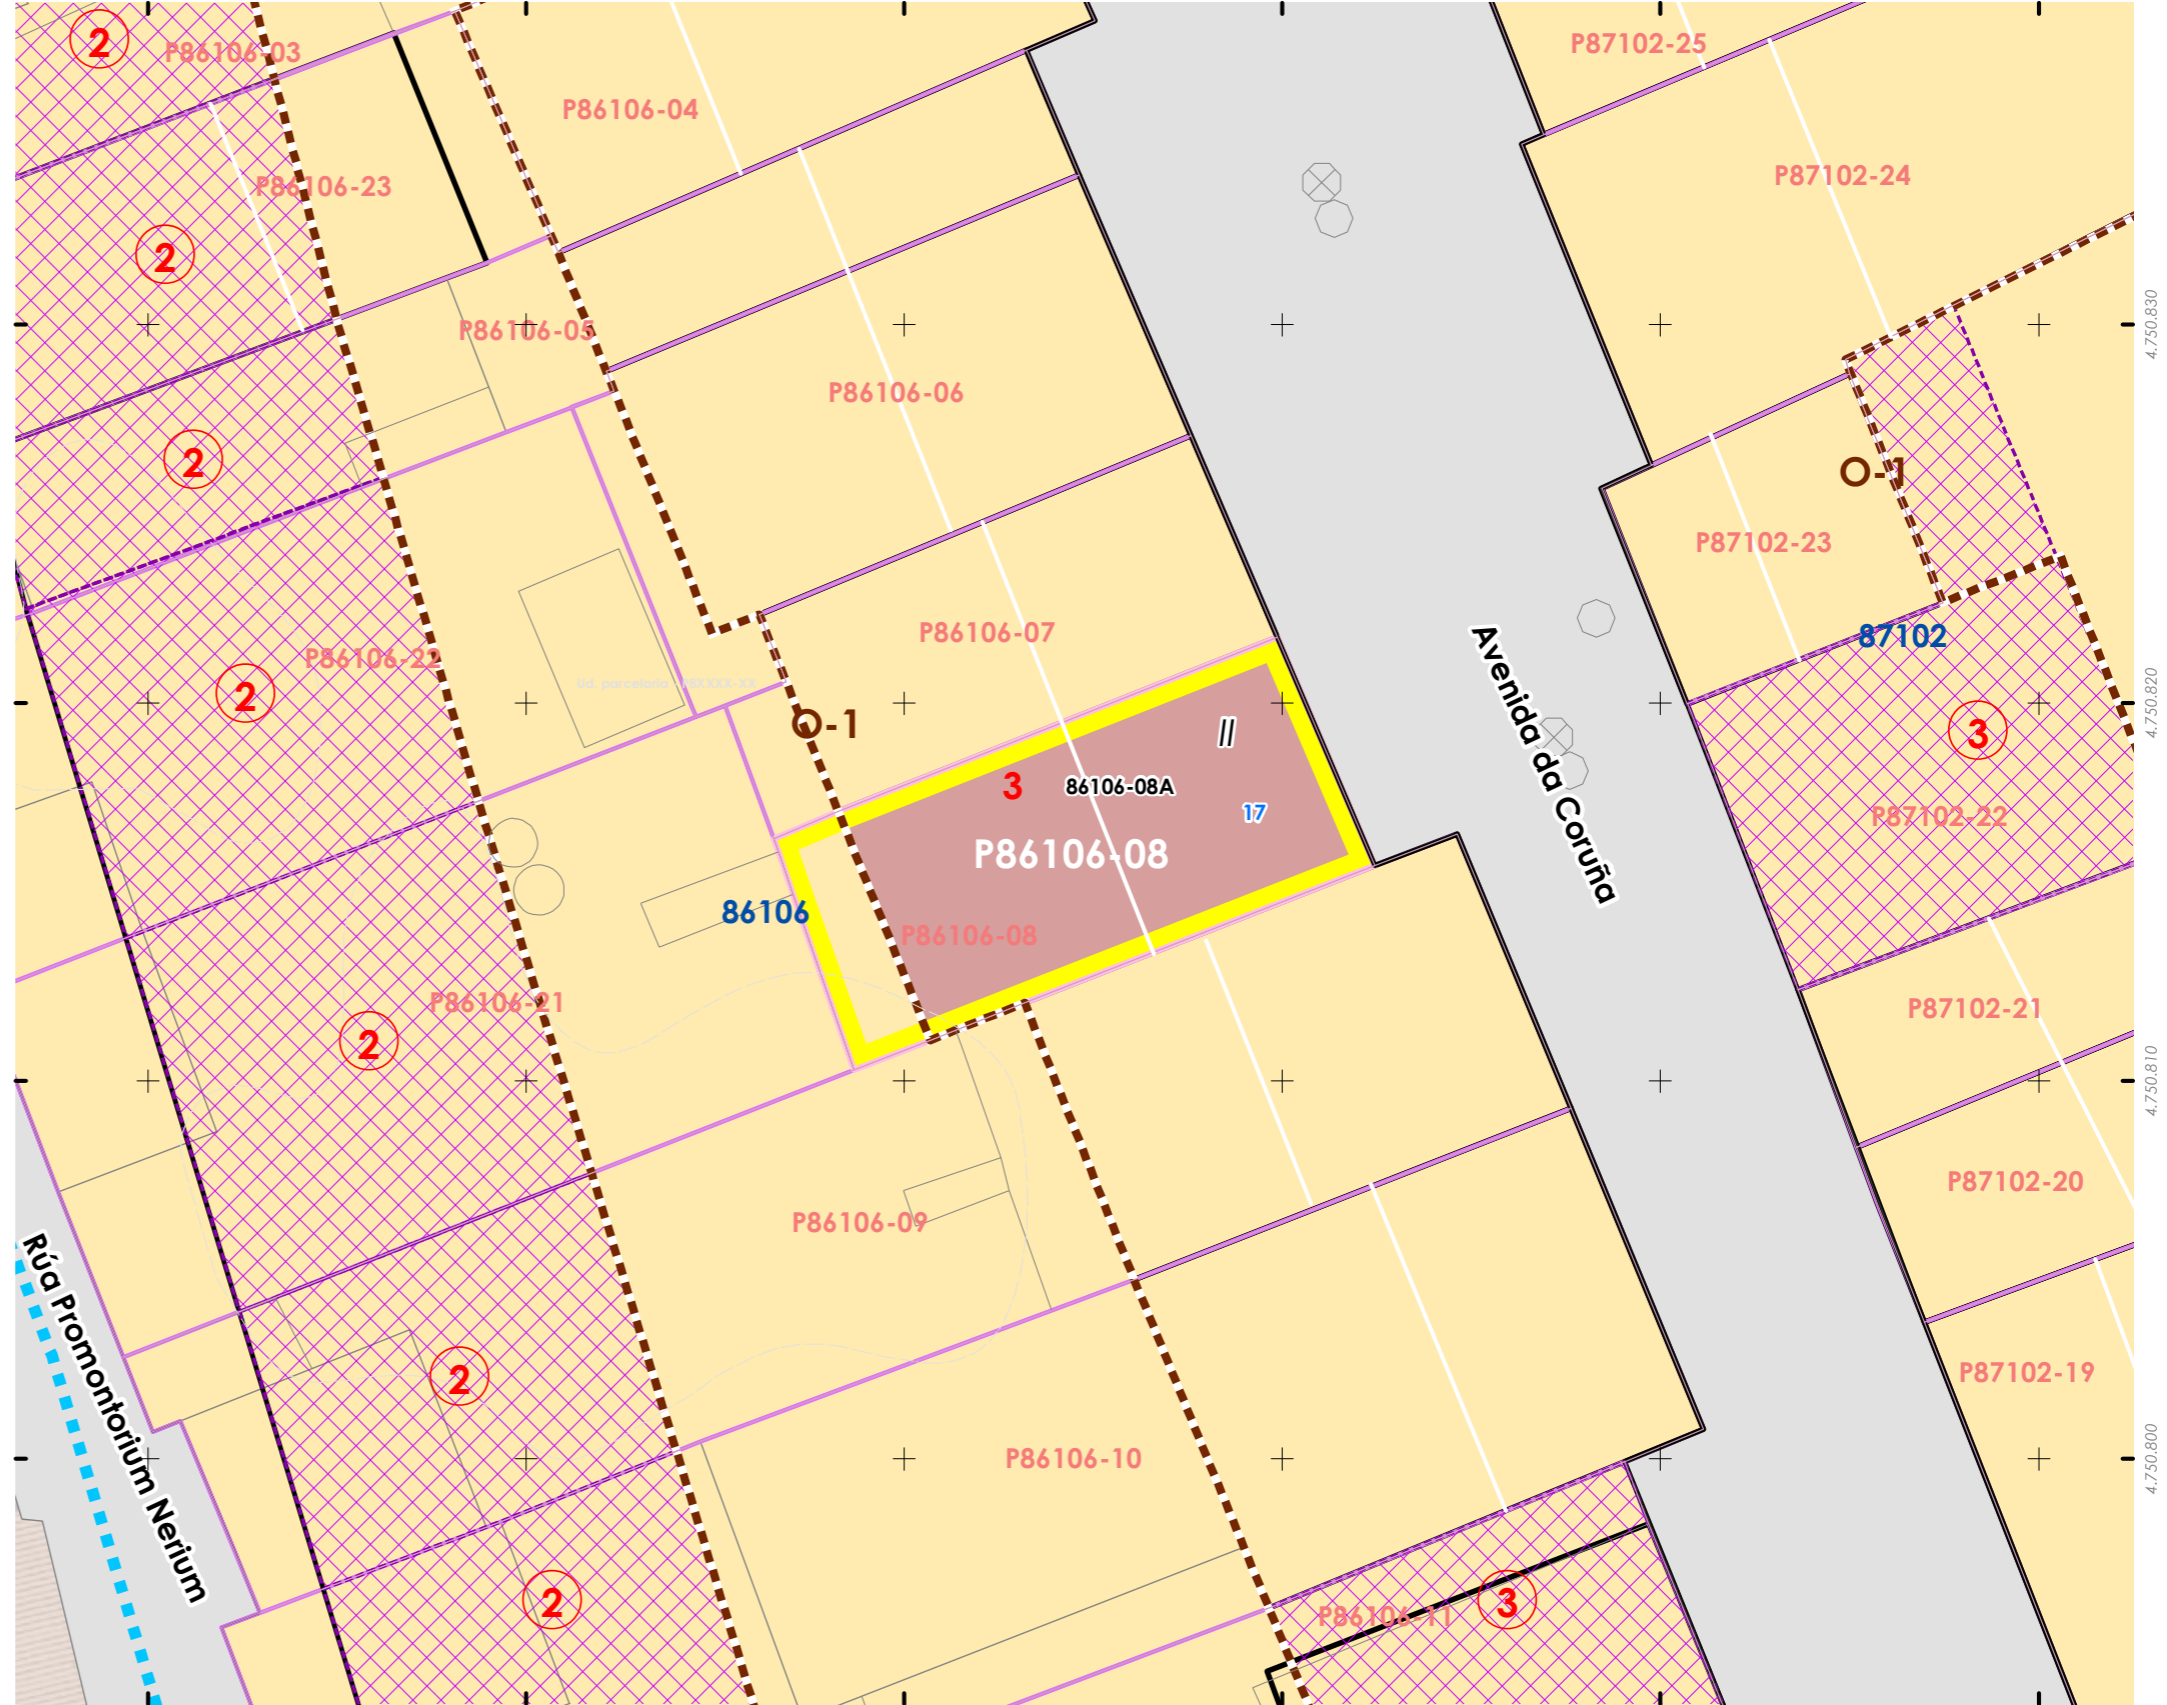 2
P86106-03
P86106-04
P87102-25
P86106-23
P87102-24
2
P86106-05
P86106-06
2
O-1
P87102-23
4.750.830
P86106-07
87102
P86106-22
2
Ud. parcelario
O-1
4.750.820
3
Avenida da Coruña
//
3
86106-08A
17
P87102-22
P86106-08
86106
P86106-08
P86106-21
P87102-21
2
4.750.810
P87102-20
P86106-09
Rúa Promontorium Nerium
2
P87102-19
P86106-10
4.750.800
2
3
P86106-11